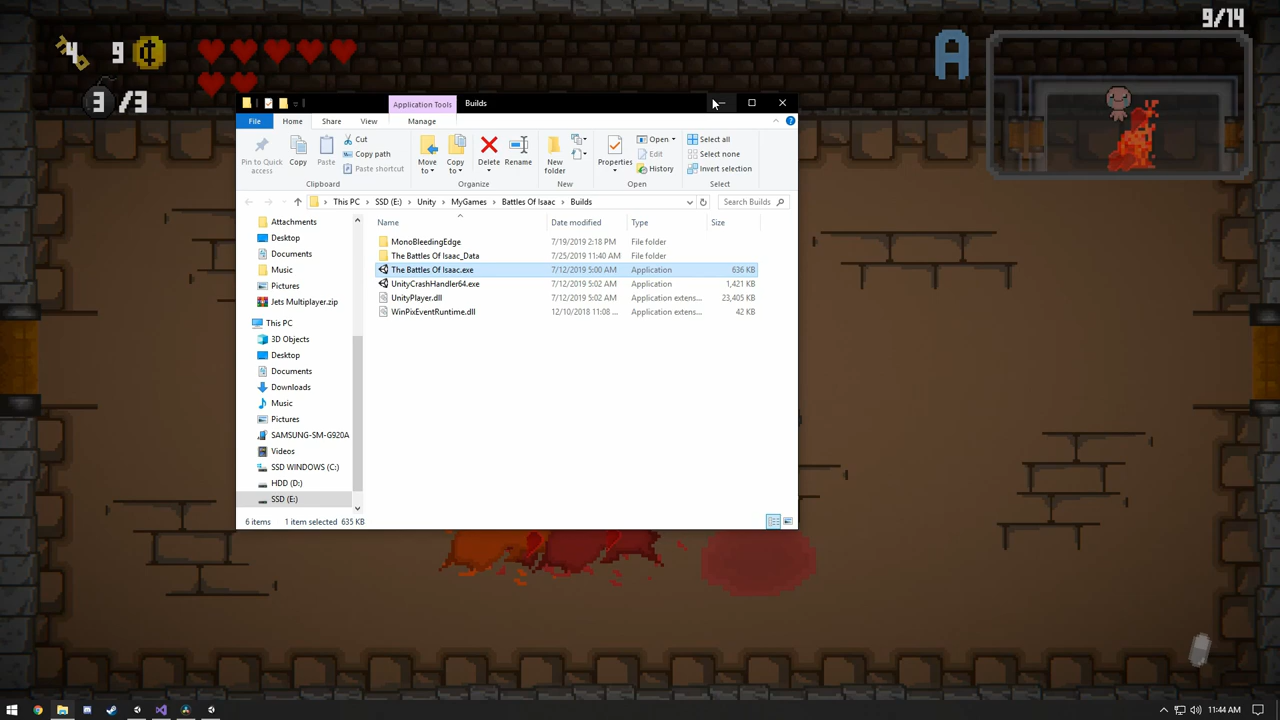 9/14
4 9
3 /3
A
Application Tools Builds
File Home Share View Manage
Pin to Quick access
Copy
Paste
Cut
Copy path
Paste shortcut
Clipboard
Move to
Copy to
Delete
Rename
Organize
New folder
New
Properties
Open
Edit
History
Open
Select all
Select none
Invert selection
Select
This PC SSD (E:) Unity MyGames Battles Of Isaac Builds
Search Builds
Name Date modified Type Size
Attachments
Desktop
Documents
Music
Pictures
Jets Multiplayer.zip
This PC
3D Objects
Desktop
Documents
Downloads
Music
Pictures
SAMSUNG-SM-G920A
Videos
SSD WINDOWS (C:)
HDD (D:)
SSD (E:)
MonoBleedingEdge 7/19/2019 2:18 PM File folder
The Battles Of Isaac_Data 7/25/2019 11:40 AM File folder
The Battles Of Isaac.exe 7/12/2019 5:00 AM Application 636 KB
UnityCrashHandler64.exe 7/12/2019 5:02 AM Application 1,421 KB
UnityPlayer.dll 7/12/2019 5:02 AM Application extens... 23,405 KB
WinPixEventRuntime.dll 12/10/2018 11:08 ... Application extens... 42 KB
6 items 1 item selected 635 KB
11:44 AM